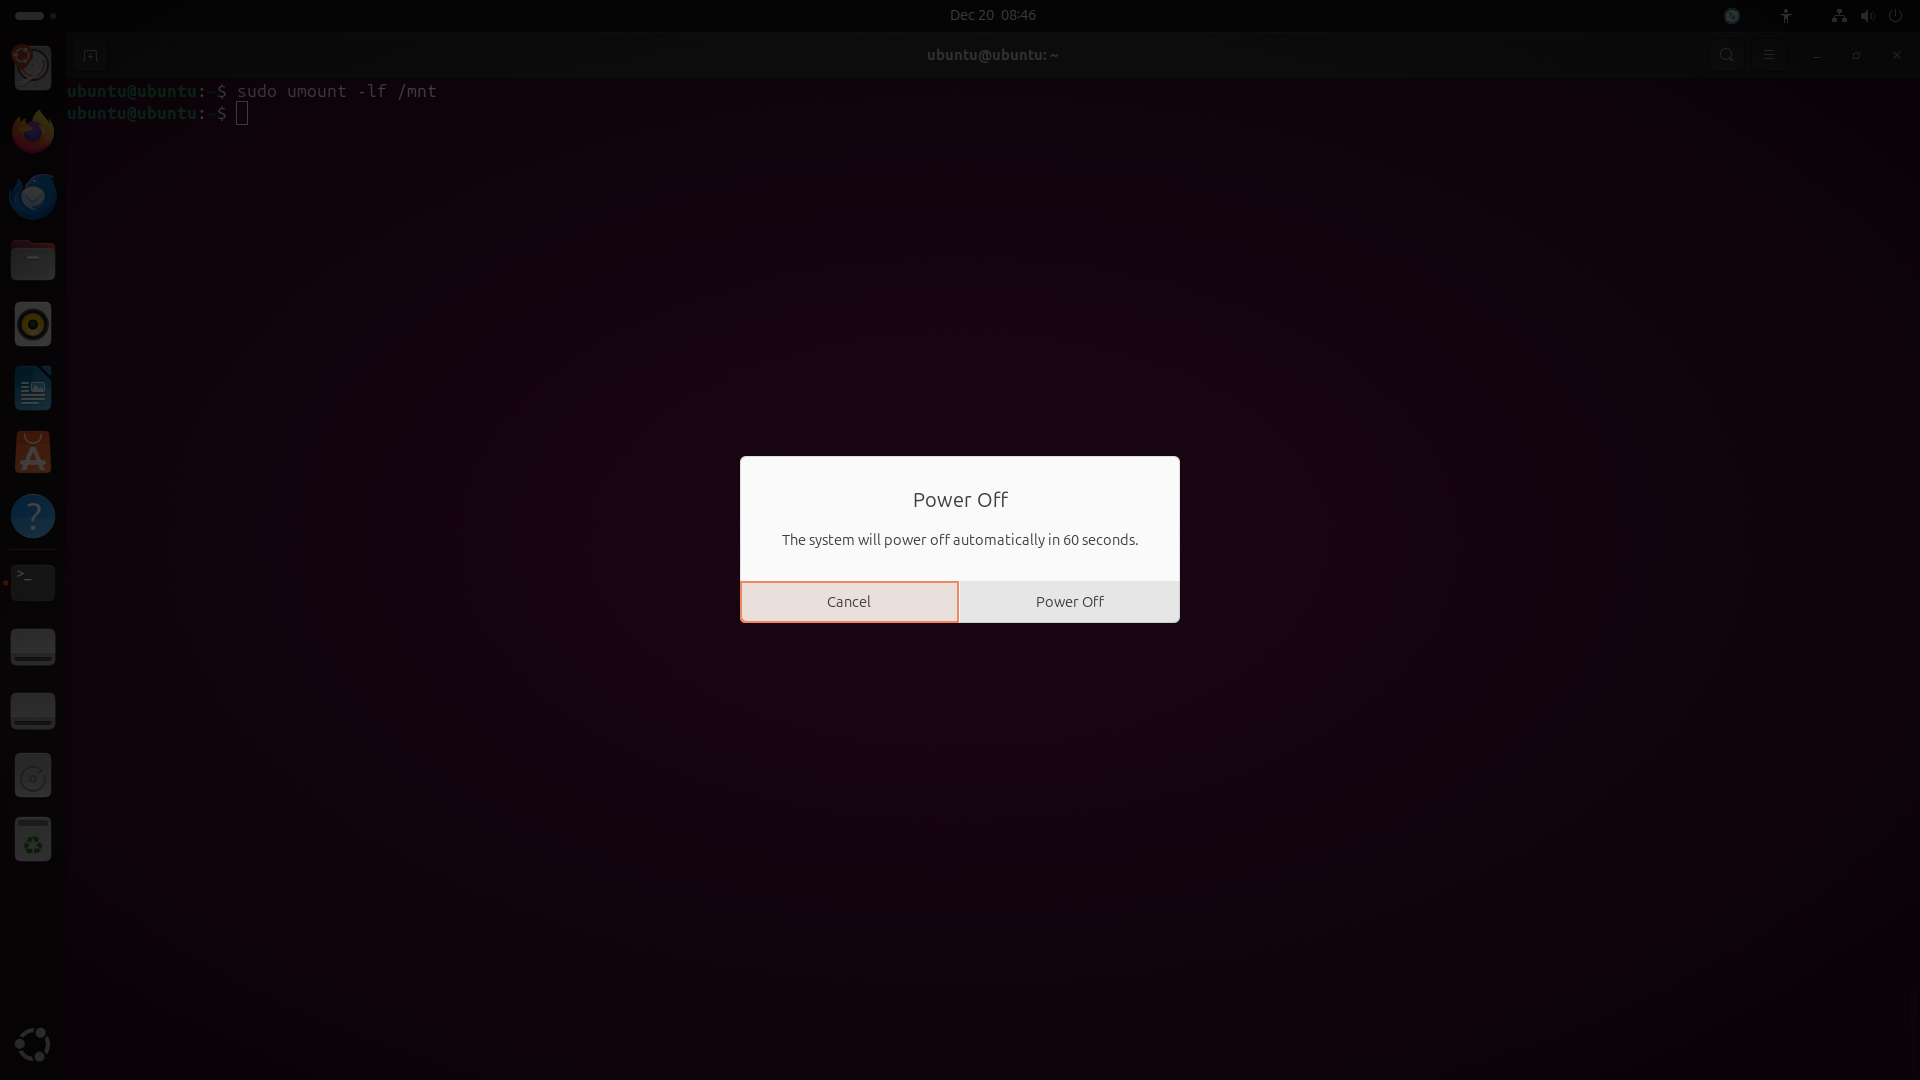 Dec 20 08:46
ubuntu@ubuntu: ~
ubuntu@ubuntu:~$ sudo umount -lf /mnt
ubuntu@ubuntu:~$
Power Off
The system will power off automatically in 60 seconds.
Cancel
Power Off